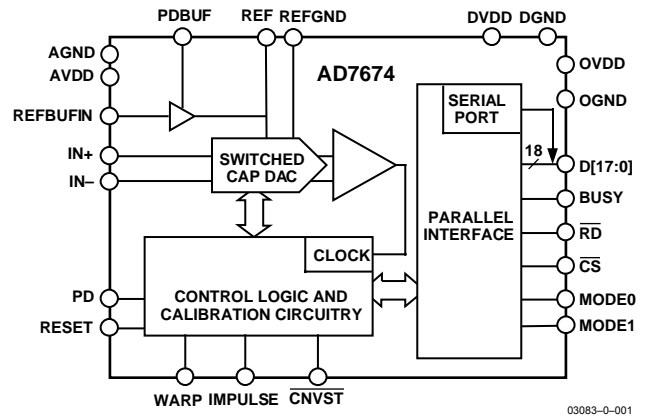 PDBUF REF REFGND DVDD DGND
AGND
AVDD
AD7674
OVDD
REFBUFIN
SERIAL
PORT
OGND
IN+
IN–
SWITCHED
CAP DAC
18
D[17:0]
BUSY
PARALLEL
INTERFACE
RD
CS
CLOCK
PD
RESET
CONTROL LOGIC AND
CALIBRATION CIRCUITRY
MODE0
MODE1
WARP IMPULSE CNVST
03083–0–001